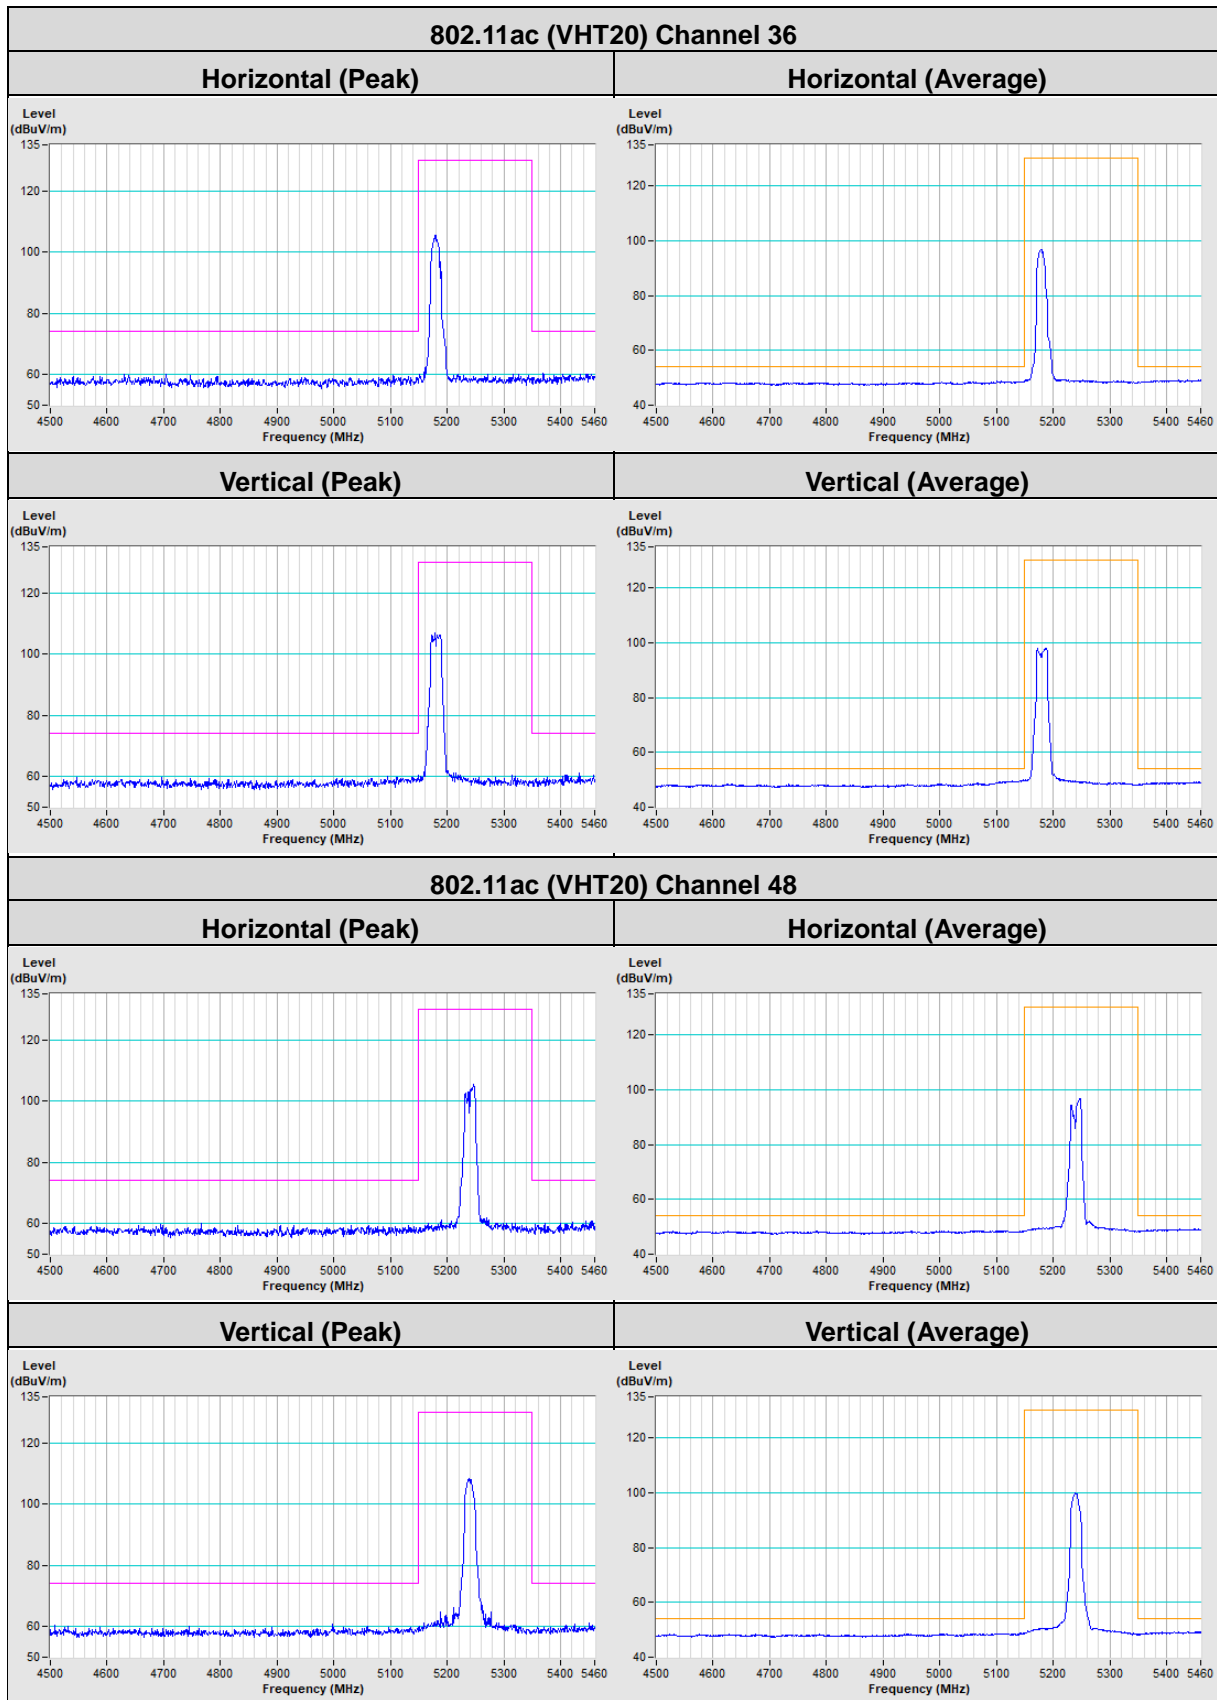 802.11ac (VHT20) Channel 36
Horizontal (Peak) Horizontal (Average)
Level
(dBuV/m)
135
120
100
80
60
50
4500 4600 4700 4800 4900 5000 5100 5200 5300 5400 5460
Frequency (MHz)
Level
(dBuV/m)
135
120
100
80
60
40
4500 4600 4700 4800 4900 5000 5100 5200 5300 5400 5460
Frequency (MHz)
Vertical (Peak) Vertical (Average)
Level
(dBuV/m)
135
120
100
80
60
50
4500 4600 4700 4800 4900 5000 5100 5200 5300 5400 5460
Frequency (MHz)
Level
(dBuV/m)
135
120
100
80
60
40
4500 4600 4700 4800 4900 5000 5100 5200 5300 5400 5460
Frequency (MHz)
802.11ac (VHT20) Channel 48
Horizontal (Peak) Horizontal (Average)
Level
(dBuV/m)
135
120
100
80
60
50
4500 4600 4700 4800 4900 5000 5100 5200 5300 5400 5460
Frequency (MHz)
Level
(dBuV/m)
135
120
100
80
60
40
4500 4600 4700 4800 4900 5000 5100 5200 5300 5400 5460
Frequency (MHz)
Vertical (Peak) Vertical (Average)
Level
(dBuV/m)
135
120
100
80
60
50
4500 4600 4700 4800 4900 5000 5100 5200 5300 5400 5460
Frequency (MHz)
Level
(dBuV/m)
135
120
100
80
60
40
4500 4600 4700 4800 4900 5000 5100 5200 5300 5400 5460
Frequency (MHz)